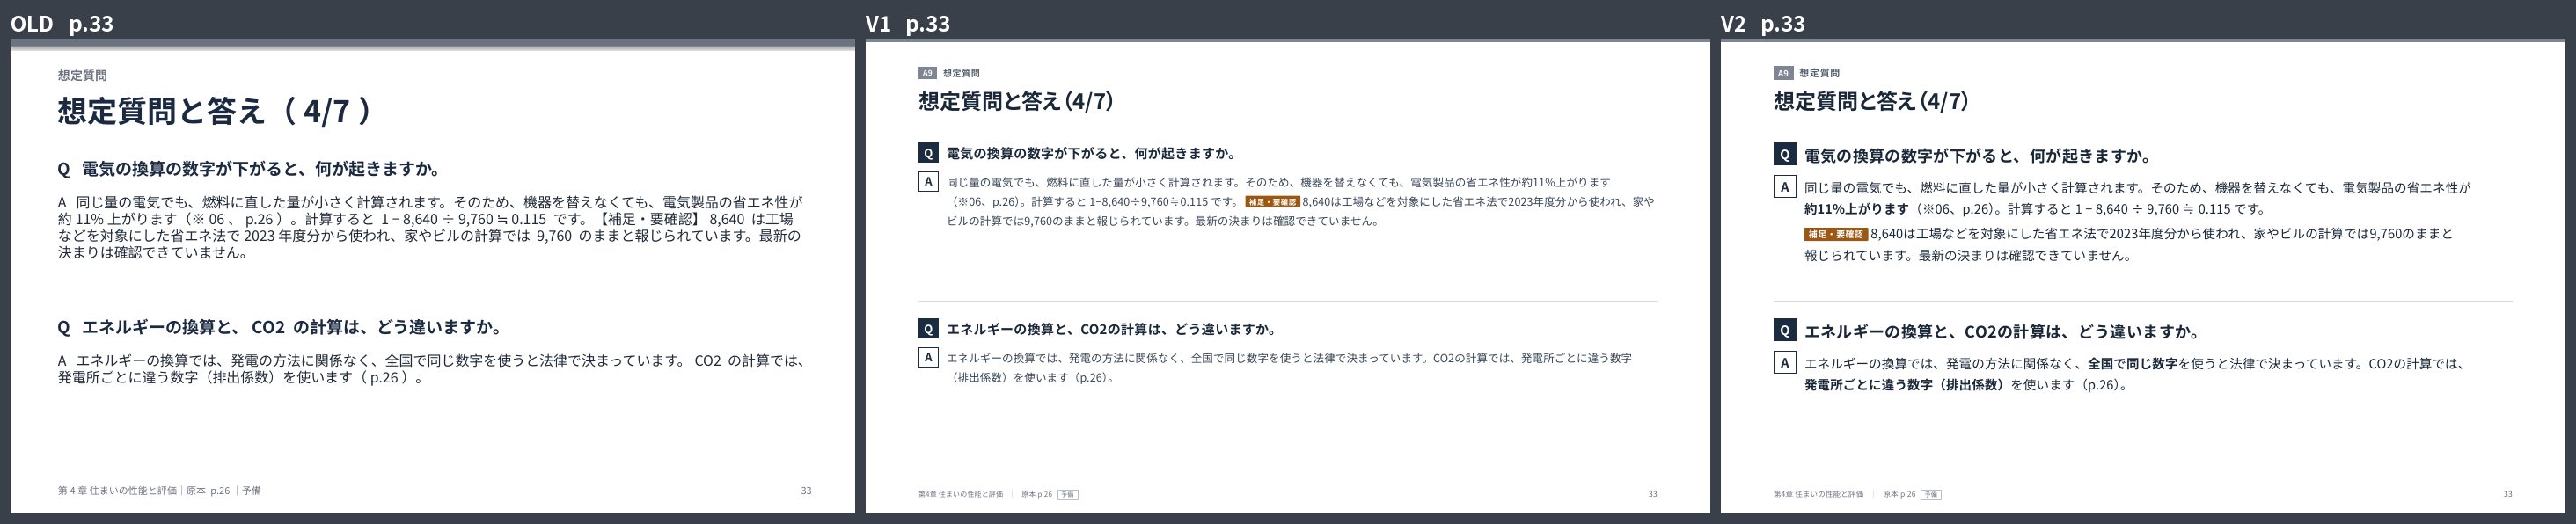 OLD p.33
想定質問
想定質問と答え（ 4/7 ）
Q 電気の換算の数字が下がると、何が起きますか。
A 同じ量の電気でも、燃料に直した量が小さく計算されます。そのため、機器を替えなくても、電気製品の省エネ性が
約 11% 上がります（※ 06 、 p.26 ）。計算すると 1 − 8,640 ÷ 9,760 ≒ 0.115 です。【補足・要確認】 8,640 は工場
などを対象にした省エネ法で 2023 年度分から使われ、家やビルの計算では 9,760 のままと報じられています。最新の
決まりは確認できていません。
Q エネルギーの換算と、 CO2 の計算は、どう違いますか。
A エネルギーの換算では、発電の方法に関係なく、全国で同じ数字を使うと法律で決まっています。 CO2 の計算では、
発電所ごとに違う数字（排出係数）を使います（ p.26 ）。
第 4 章 住まいの性能と評価｜原本 p.26 ｜予備
33
V1 p.33
A9 想定質問
想定質問と答え（4/7）
Q 電気の換算の数字が下がると、何が起きますか。
A 同じ量の電気でも、燃料に直した量が小さく計算されます。そのため、機器を替えなくても、電気製品の省エネ性が約11%上がります
（※06、p.26）。計算すると 1−8,640÷9,760≒0.115 です。 補足・要確認 8,640は工場などを対象にした省エネ法で2023年度分から使われ、家や
ビルの計算では9,760のままと報じられています。最新の決まりは確認できていません。
Q エネルギーの換算と、CO2の計算は、どう違いますか。
A エネルギーの換算では、発電の方法に関係なく、全国で同じ数字を使うと法律で決まっています。CO2の計算では、発電所ごとに違う数字
（排出係数）を使います（p.26）。
第4章 住まいの性能と評価 ｜ 原本 p.26 予備
33
V2 p.33
A9 想定質問
想定質問と答え（4/7）
Q 電気の換算の数字が下がると、何が起きますか。
A 同じ量の電気でも、燃料に直した量が小さく計算されます。そのため、機器を替えなくても、電気製品の省エネ性が
約11%上がります（※06、p.26）。計算すると 1 − 8,640 ÷ 9,760 ≒ 0.115 です。
補足・要確認 8,640は工場などを対象にした省エネ法で2023年度分から使われ、家やビルの計算では9,760のままと
報じられています。最新の決まりは確認できていません。
Q エネルギーの換算と、CO2の計算は、どう違いますか。
A エネルギーの換算では、発電の方法に関係なく、全国で同じ数字を使うと法律で決まっています。CO2の計算では、
発電所ごとに違う数字（排出係数）を使います（p.26）。
第4章 住まいの性能と評価 ｜ 原本 p.26 予備
33